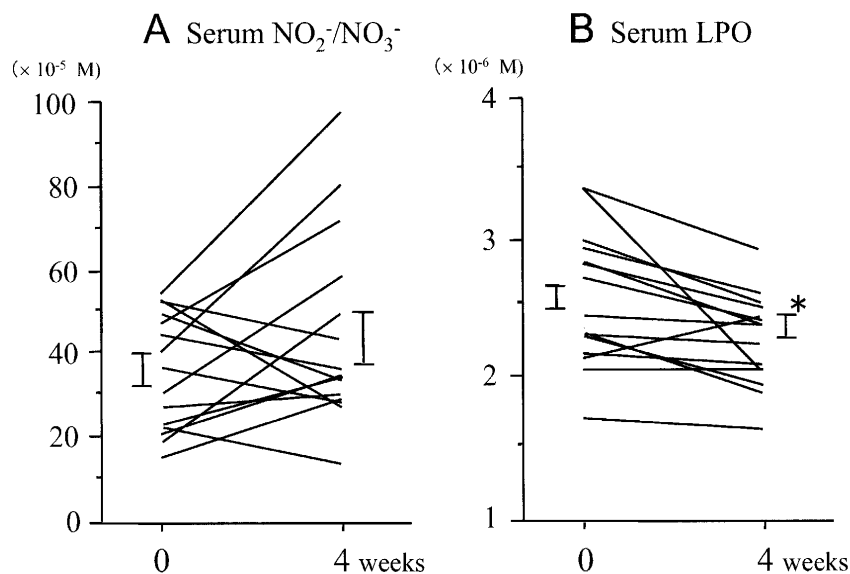 A Serum NO₂⁻/NO₃⁻
(× 10⁻⁵ M)
100
80
60
40
20
0
0
4 weeks
B Serum LPO
(× 10⁻⁶ M)
4
3
2
1
*
0
4 weeks